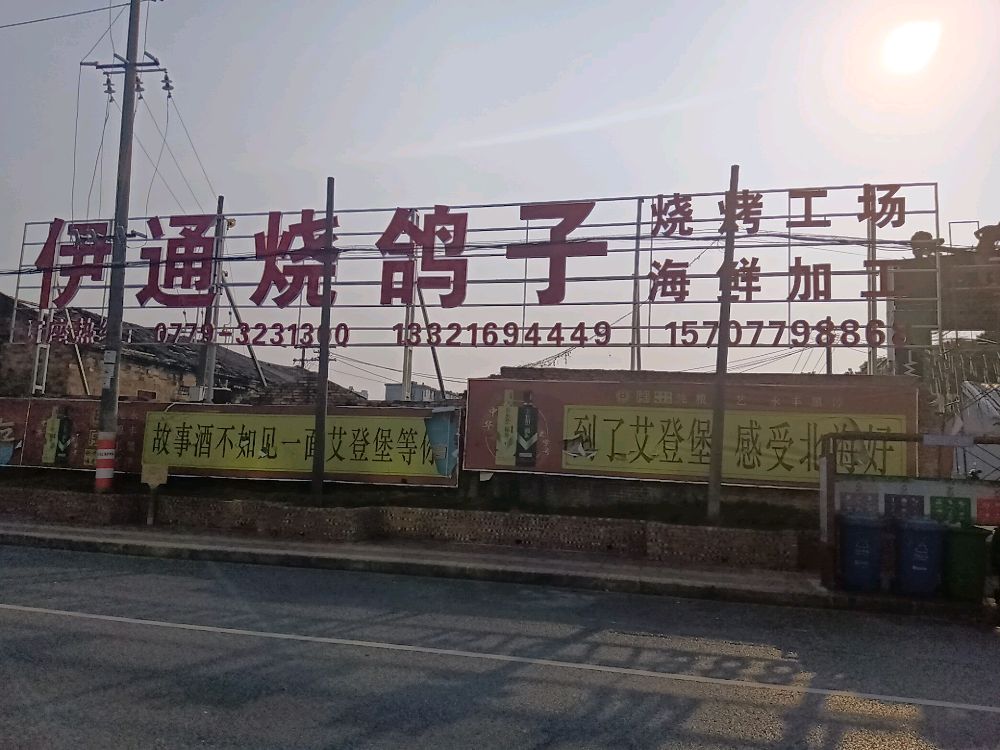 伊通烧鸽子
烧烤工场
海鲜加工
0779-3231300 13321694449 15707798868
故事酒不如见一面艾登堡等你
到了艾登堡 感受北海好